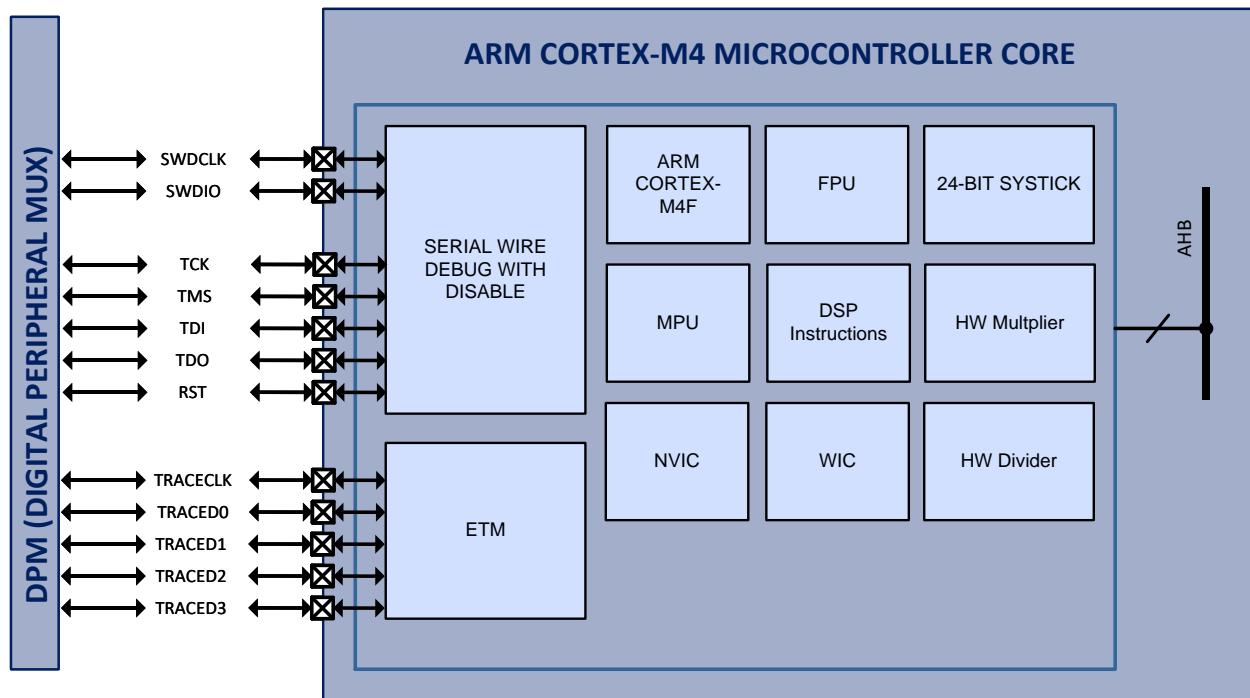 ARM CORTEX-M4 MICROCONTROLLER CORE
DPM (DIGITAL PERIPHERAL MUX)
SWDCLK
SWDIO
TCK
TMS
TDI
TDO
RST
TRACECLK
TRACED0
TRACED1
TRACED2
TRACED3
SERIAL WIRE
DEBUG WITH
DISABLE
ETM
ARM
CORTEX-
M4F
FPU
24-BIT SYSTICK
MPU
DSP
Instructions
HW Multplier
NVIC
WIC
HW Divider
AHB